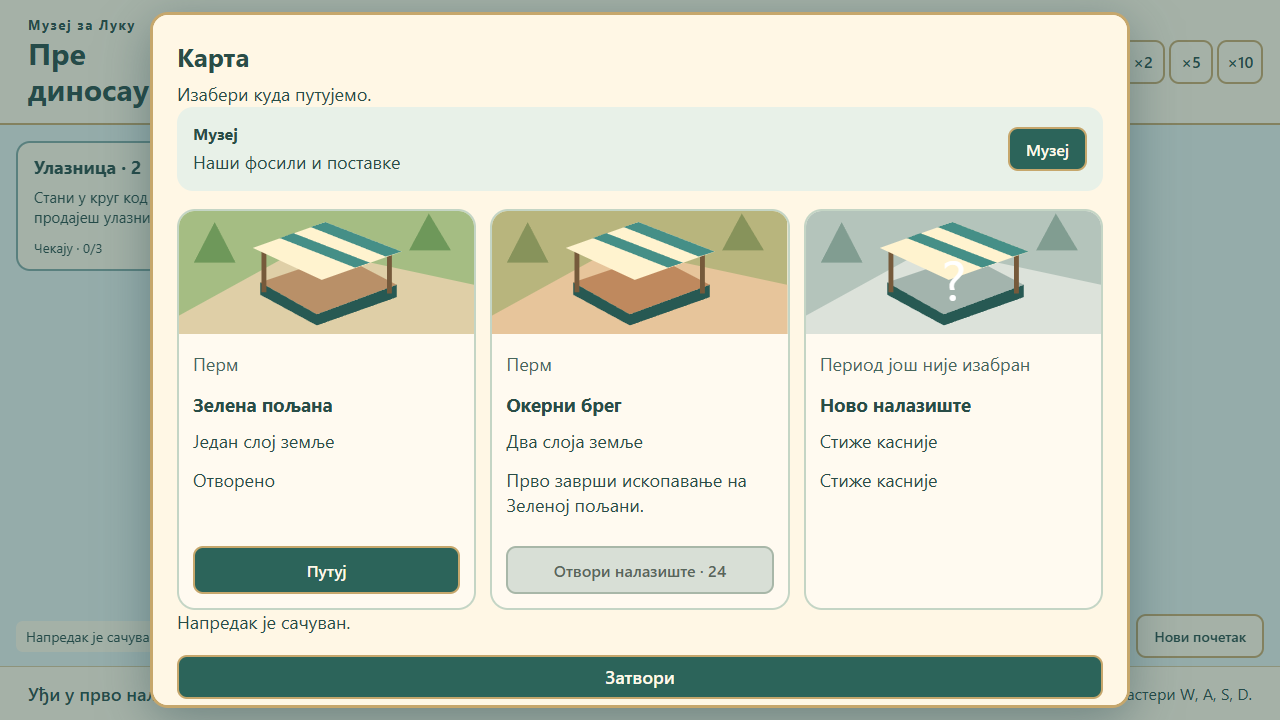 Музеј за Луку
Пре
диносау
×2
×5
×10
Улазница · 2
Стани у круг код
продајеш улазни
Чекају · 0/3
Карта
Изабери куда путујемо.
Музеј
Наши фосили и поставке
Музеј
Перм
Зелена пољана
Један слој земље
Отворено
Путуј
Перм
Окерни брег
Два слоја земље
Прво заврши ископавање на
Зеленој пољани.
Отвори налазиште · 24
?
Период још није изабран
Ново налазиште
Стиже касније
Стиже касније
Напредак је сачуван.
Затвори
Напредак је сачува
Нови почетак
Уђи у прво нал
астери W, A, S, D.